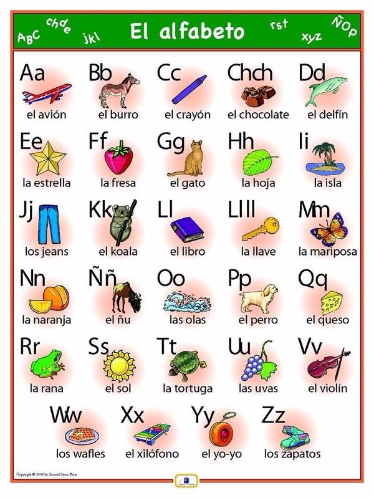 ABC chde jkl El alfabeto rst xyz ÑOP
Aa Bb Cc Chch Dd
el avión el burro el crayón el chocolate el delfín
Ee Ff Gg Hh Ii
la estrella la fresa el gato la hoja la isla
Jj Kk Ll Llll Mm
los jeans el koala el libro la llave la mariposa
Nn Ññ Oo Pp Qq
la naranja el ñu las olas el perro el queso
Rr Ss Tt Uu Vv
la rana el sol la tortuga las uvas el violín
Ww Xx Yy Zz
los wafles el xilófono el yo-yo los zapatos